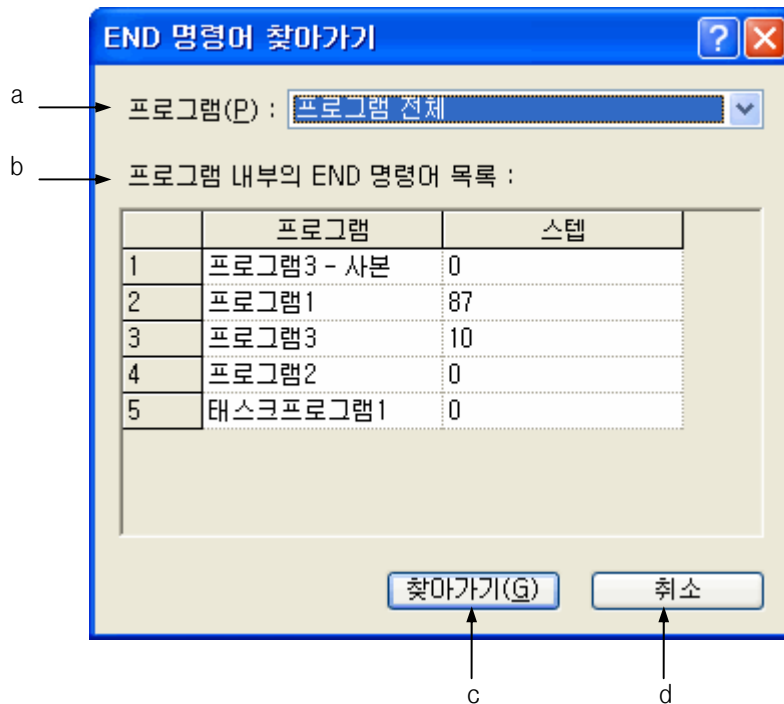 END 명령어 찾아가기
a
프로그램(P) : 프로그램 전체
b
프로그램 내부의 END 명령어 목록 :
프로그램 스텝
1 프로그램3 - 사본 0
2 프로그램1 87
3 프로그램3 10
4 프로그램2 0
5 태스크프로그램1 0
찾아가기(G) 취소
c d